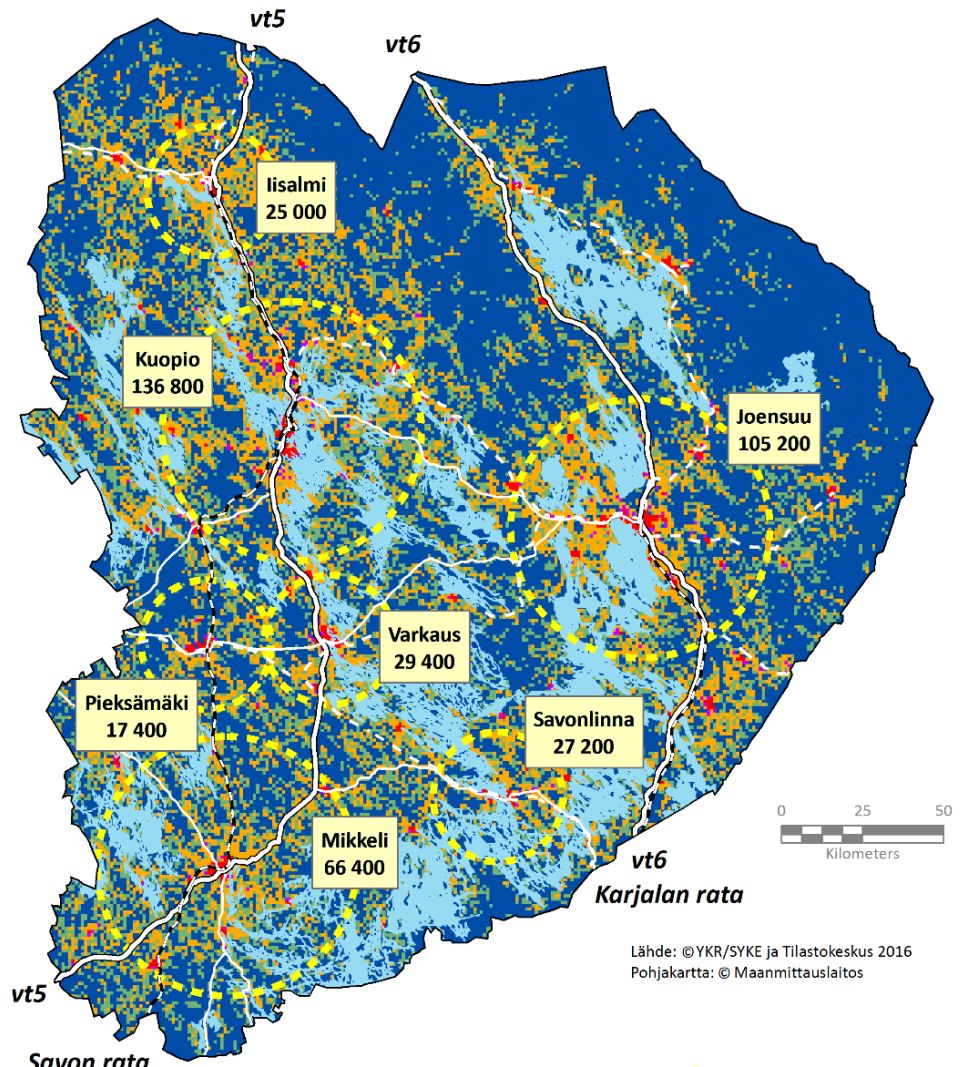 vt5
vt6
Iisalmi
25 000
Kuopio
136 800
Joensuu
105 200
Varkaus
29 400
Pieksämäki
17 400
Savonlinna
27 200
0 25 50
Kilometers
Mikkeli
66 400
vt6
Karjalan rata
Lähde: ©YKR/SYKE ja Tilastokeskus 2016
Pohjakartta: © Maanmittauslaitos
vt5
Savon rata